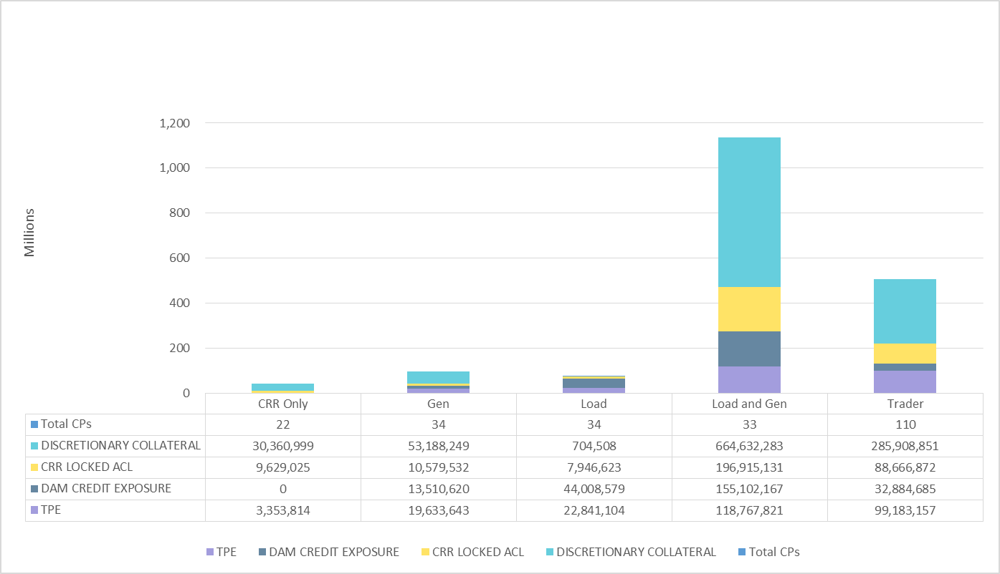 1,200
1,000
800
600
400
200
0
Millions
CRR Only Gen Load Load and Gen Trader
Total CPs 22 34 34 33 110
DISCRETIONARY COLLATERAL 30,360,999 53,188,249 704,508 664,632,283 285,908,851
CRR LOCKED ACL 9,629,025 10,579,532 7,946,623 196,915,131 88,666,872
DAM CREDIT EXPOSURE 0 13,510,620 44,008,579 155,102,167 32,884,685
TPE 3,353,814 19,633,643 22,841,104 118,767,821 99,183,157
TPE DAM CREDIT EXPOSURE CRR LOCKED ACL DISCRETIONARY COLLATERAL Total CPs